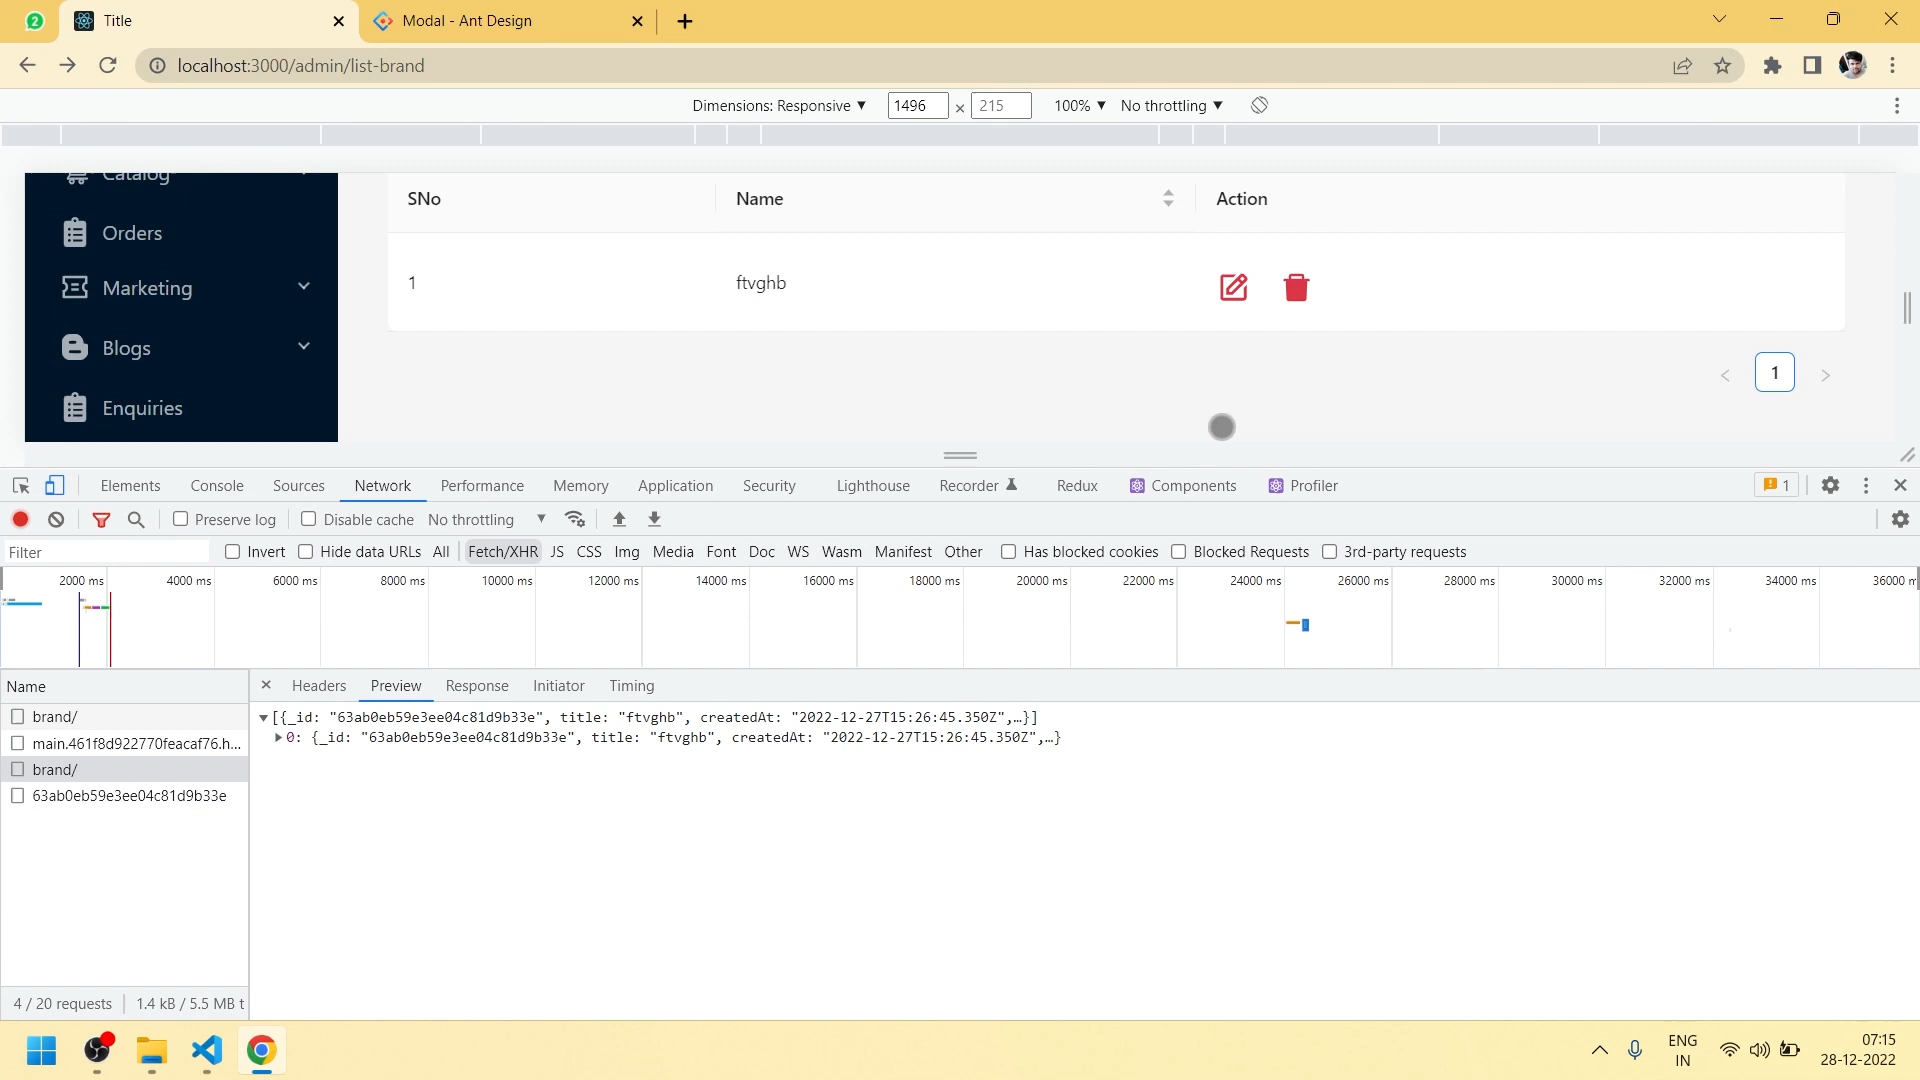 2 Title Modal - Ant Design
localhost:3000/admin/list-brand
Dimensions: Responsive ▼ 1496 × 215 100% ▼ No throttling ▼
Catalog SNo Name Action
Orders
1 ftvghb
Marketing
Blogs
< 1 >
Enquiries
Elements Console Sources Network Performance Memory Application Security Lighthouse Recorder Redux Components Profiler 1
Preserve log Disable cache No throttling ▼
Filter Invert Hide data URLs All Fetch/XHR JS CSS Img Media Font Doc WS Wasm Manifest Other Has blocked cookies Blocked Requests 3rd-party requests
2000 ms 4000 ms 6000 ms 8000 ms 10000 ms 12000 ms 14000 ms 16000 ms 18000 ms 20000 ms 22000 ms 24000 ms 26000 ms 28000 ms 30000 ms 32000 ms 34000 ms 36000 m
Name × Headers Preview Response Initiator Timing
brand/ ▼[{_id: "63ab0eb59e3ee04c81d9b33e", title: "ftvghb", createdAt: "2022-12-27T15:26:45.350Z",…}]
main.461f8d922770feacaf76.h... ▶0: {_id: "63ab0eb59e3ee04c81d9b33e", title: "ftvghb", createdAt: "2022-12-27T15:26:45.350Z",…}
brand/
63ab0eb59e3ee04c81d9b33e
4 / 20 requests 1.4 kB / 5.5 MB t
ENG 07:15
IN 28-12-2022